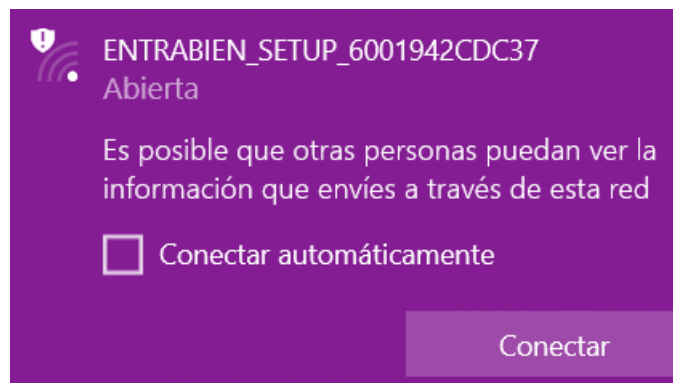 ENTRABIEN_SETUP_6001942CDC37
Abierta
Es posible que otras personas puedan ver la
información que envíes a través de esta red
Conectar automáticamente
Conectar